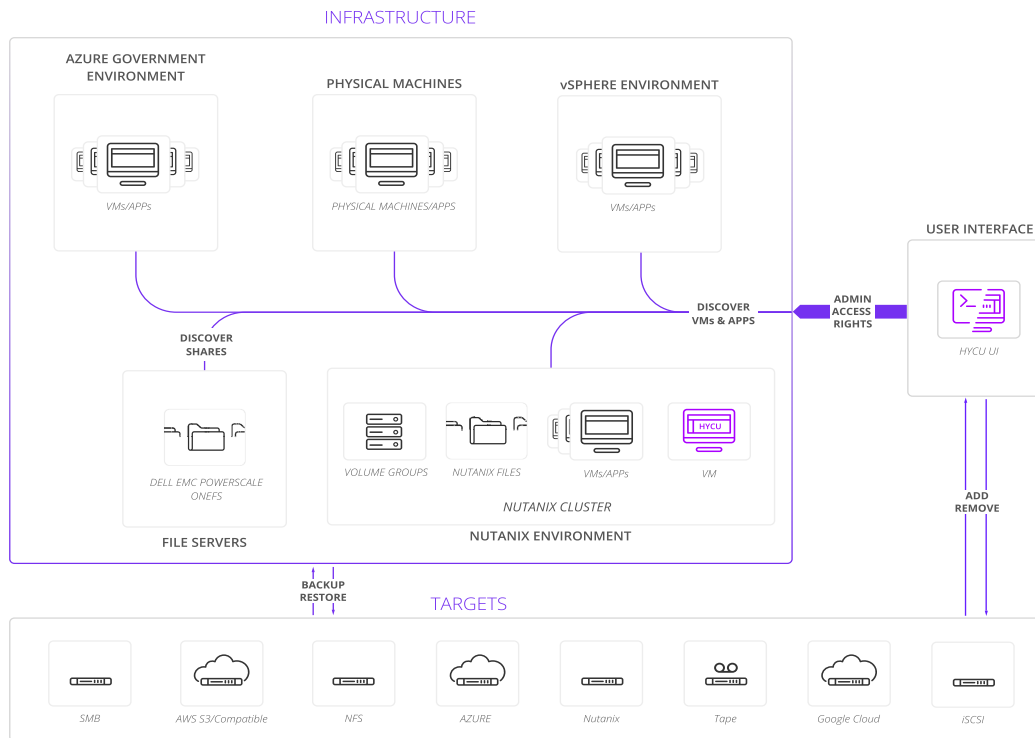 INFRASTRUCTURE
AZURE GOVERNMENT
ENVIRONMENT
PHYSICAL MACHINES
vSPHERE ENVIRONMENT
VMs/APPs
PHYSICAL MACHINES/APPS
VMs/APPs
USER INTERFACE
HYCU UI
ADMIN
ACCESS
RIGHTS
DISCOVER
VMs & APPS
DISCOVER
SHARES
DELL EMC POWERSCALE
ONEFS
FILE SERVERS
VOLUME GROUPS
NUTANIX FILES
VMs/APPs
HYCU
VM
NUTANIX CLUSTER
NUTANIX ENVIRONMENT
ADD
REMOVE
BACKUP
RESTORE
TARGETS
SMB
AWS S3/Compatible
NFS
AZURE
Nutanix
Tape
Google Cloud
iSCSI